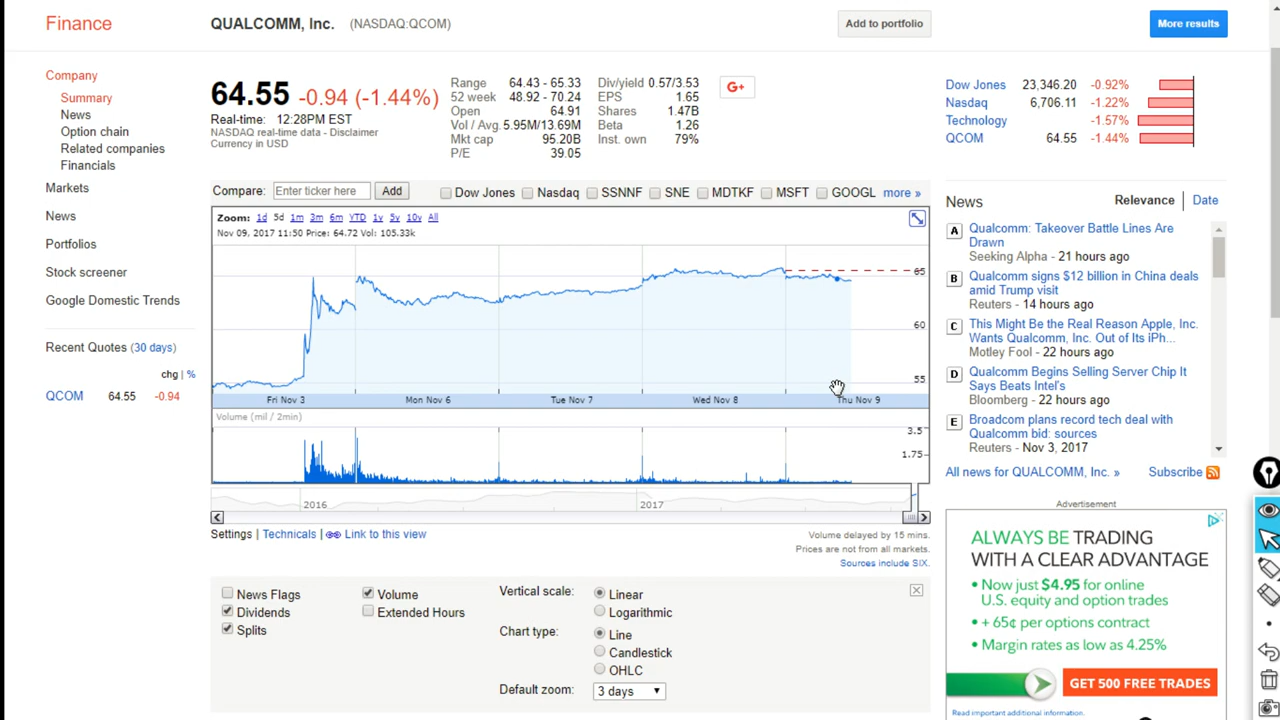 Finance
QUALCOMM, Inc. (NASDAQ:QCOM)
Add to portfolio
More results
Company
Summary
News
Option chain
Related companies
Financials
Markets
News
Portfolios
Stock screener
Google Domestic Trends
Recent Quotes (30 days)
chg | %
QCOM 64.55 -0.94
64.55 -0.94 (-1.44%)
Real-time: 12:28PM EST
NASDAQ real-time data - Disclaimer
Currency in USD
Range 64.43 - 65.33
52 week 48.92 - 70.24
Open 64.91
Vol / Avg. 5.95M/13.69M
Mkt cap 95.20B
P/E 39.05
Div/yield 0.57/3.53
EPS 1.65
Shares 1.47B
Beta 1.26
Inst. own 79%
G+
Dow Jones 23,346.20 -0.92%
Nasdaq 6,706.11 -1.22%
Technology -1.57%
QCOM 64.55 -1.44%
Compare: Enter ticker here Add Dow Jones Nasdaq SSNNF SNE MDTKF MSFT GOOGL more »
Zoom: 1d 5d 1m 3m 6m YTD 1y 5y 10y All
Nov 09, 2017 11:50 Price: 64.72 Vol: 105.33k
65
60
55
Fri Nov 3 Mon Nov 6 Tue Nov 7 Wed Nov 8 Thu Nov 9
Volume (mil / 2min)
3.5
1.75
2016 2017
Settings | Technicals | Link to this view
Volume delayed by 15 mins.
Prices are not from all markets.
Sources include SIX.
News Flags
Dividends
Splits
Volume
Extended Hours
Vertical scale: Linear
Logarithmic
Chart type: Line
Candlestick
OHLC
Default zoom: 3 days
News Relevance Date
A Qualcomm: Takeover Battle Lines Are
Drawn
Seeking Alpha - 21 hours ago
B Qualcomm signs $12 billion in China deals
amid Trump visit
Reuters - 14 hours ago
C This Might Be the Real Reason Apple, Inc.
Wants Qualcomm, Inc. Out of Its iPh...
Motley Fool - 22 hours ago
D Qualcomm Begins Selling Server Chip It
Says Beats Intel's
Bloomberg - 22 hours ago
E Broadcom plans record tech deal with
Qualcomm bid: sources
Reuters - Nov 3, 2017
All news for QUALCOMM, Inc. » Subscribe
Advertisement
ALWAYS BE TRADING
WITH A CLEAR ADVANTAGE
• Now just $4.95 for online
U.S. equity and option trades
• + 65¢ per options contract
• Margin rates as low as 4.25%
GET 500 FREE TRADES
Read important additional information.